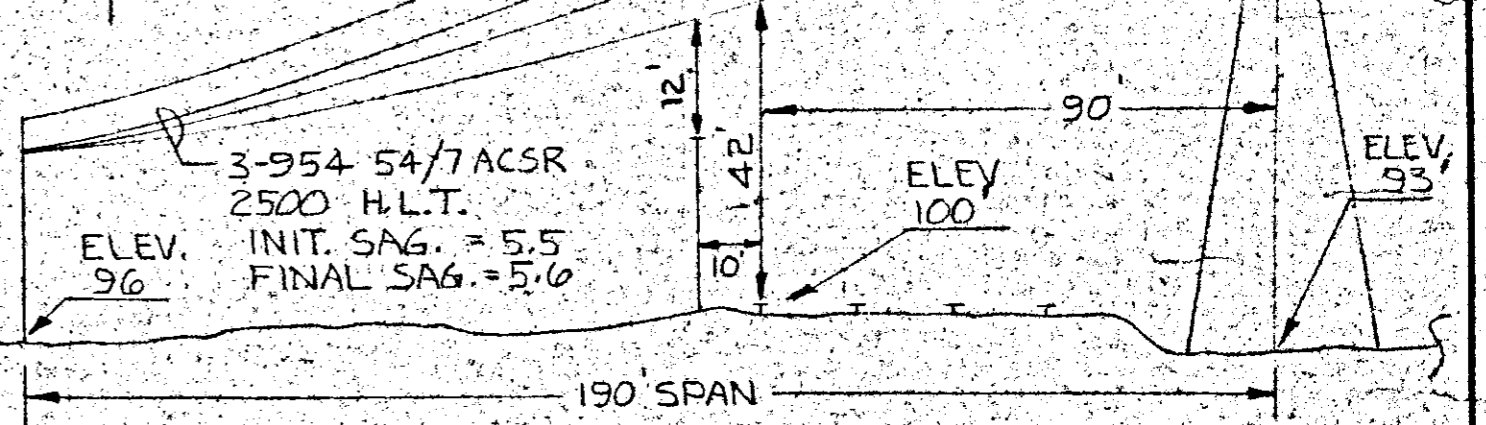 12'
42'
90'
ELEV.
93'
3-954 54/7 ACSR
2500 H.L.T.
INIT. SAG. = 5.5
FINAL SAG. = 5.6
ELEV
100
ELEV.
96
10'
190' SPAN